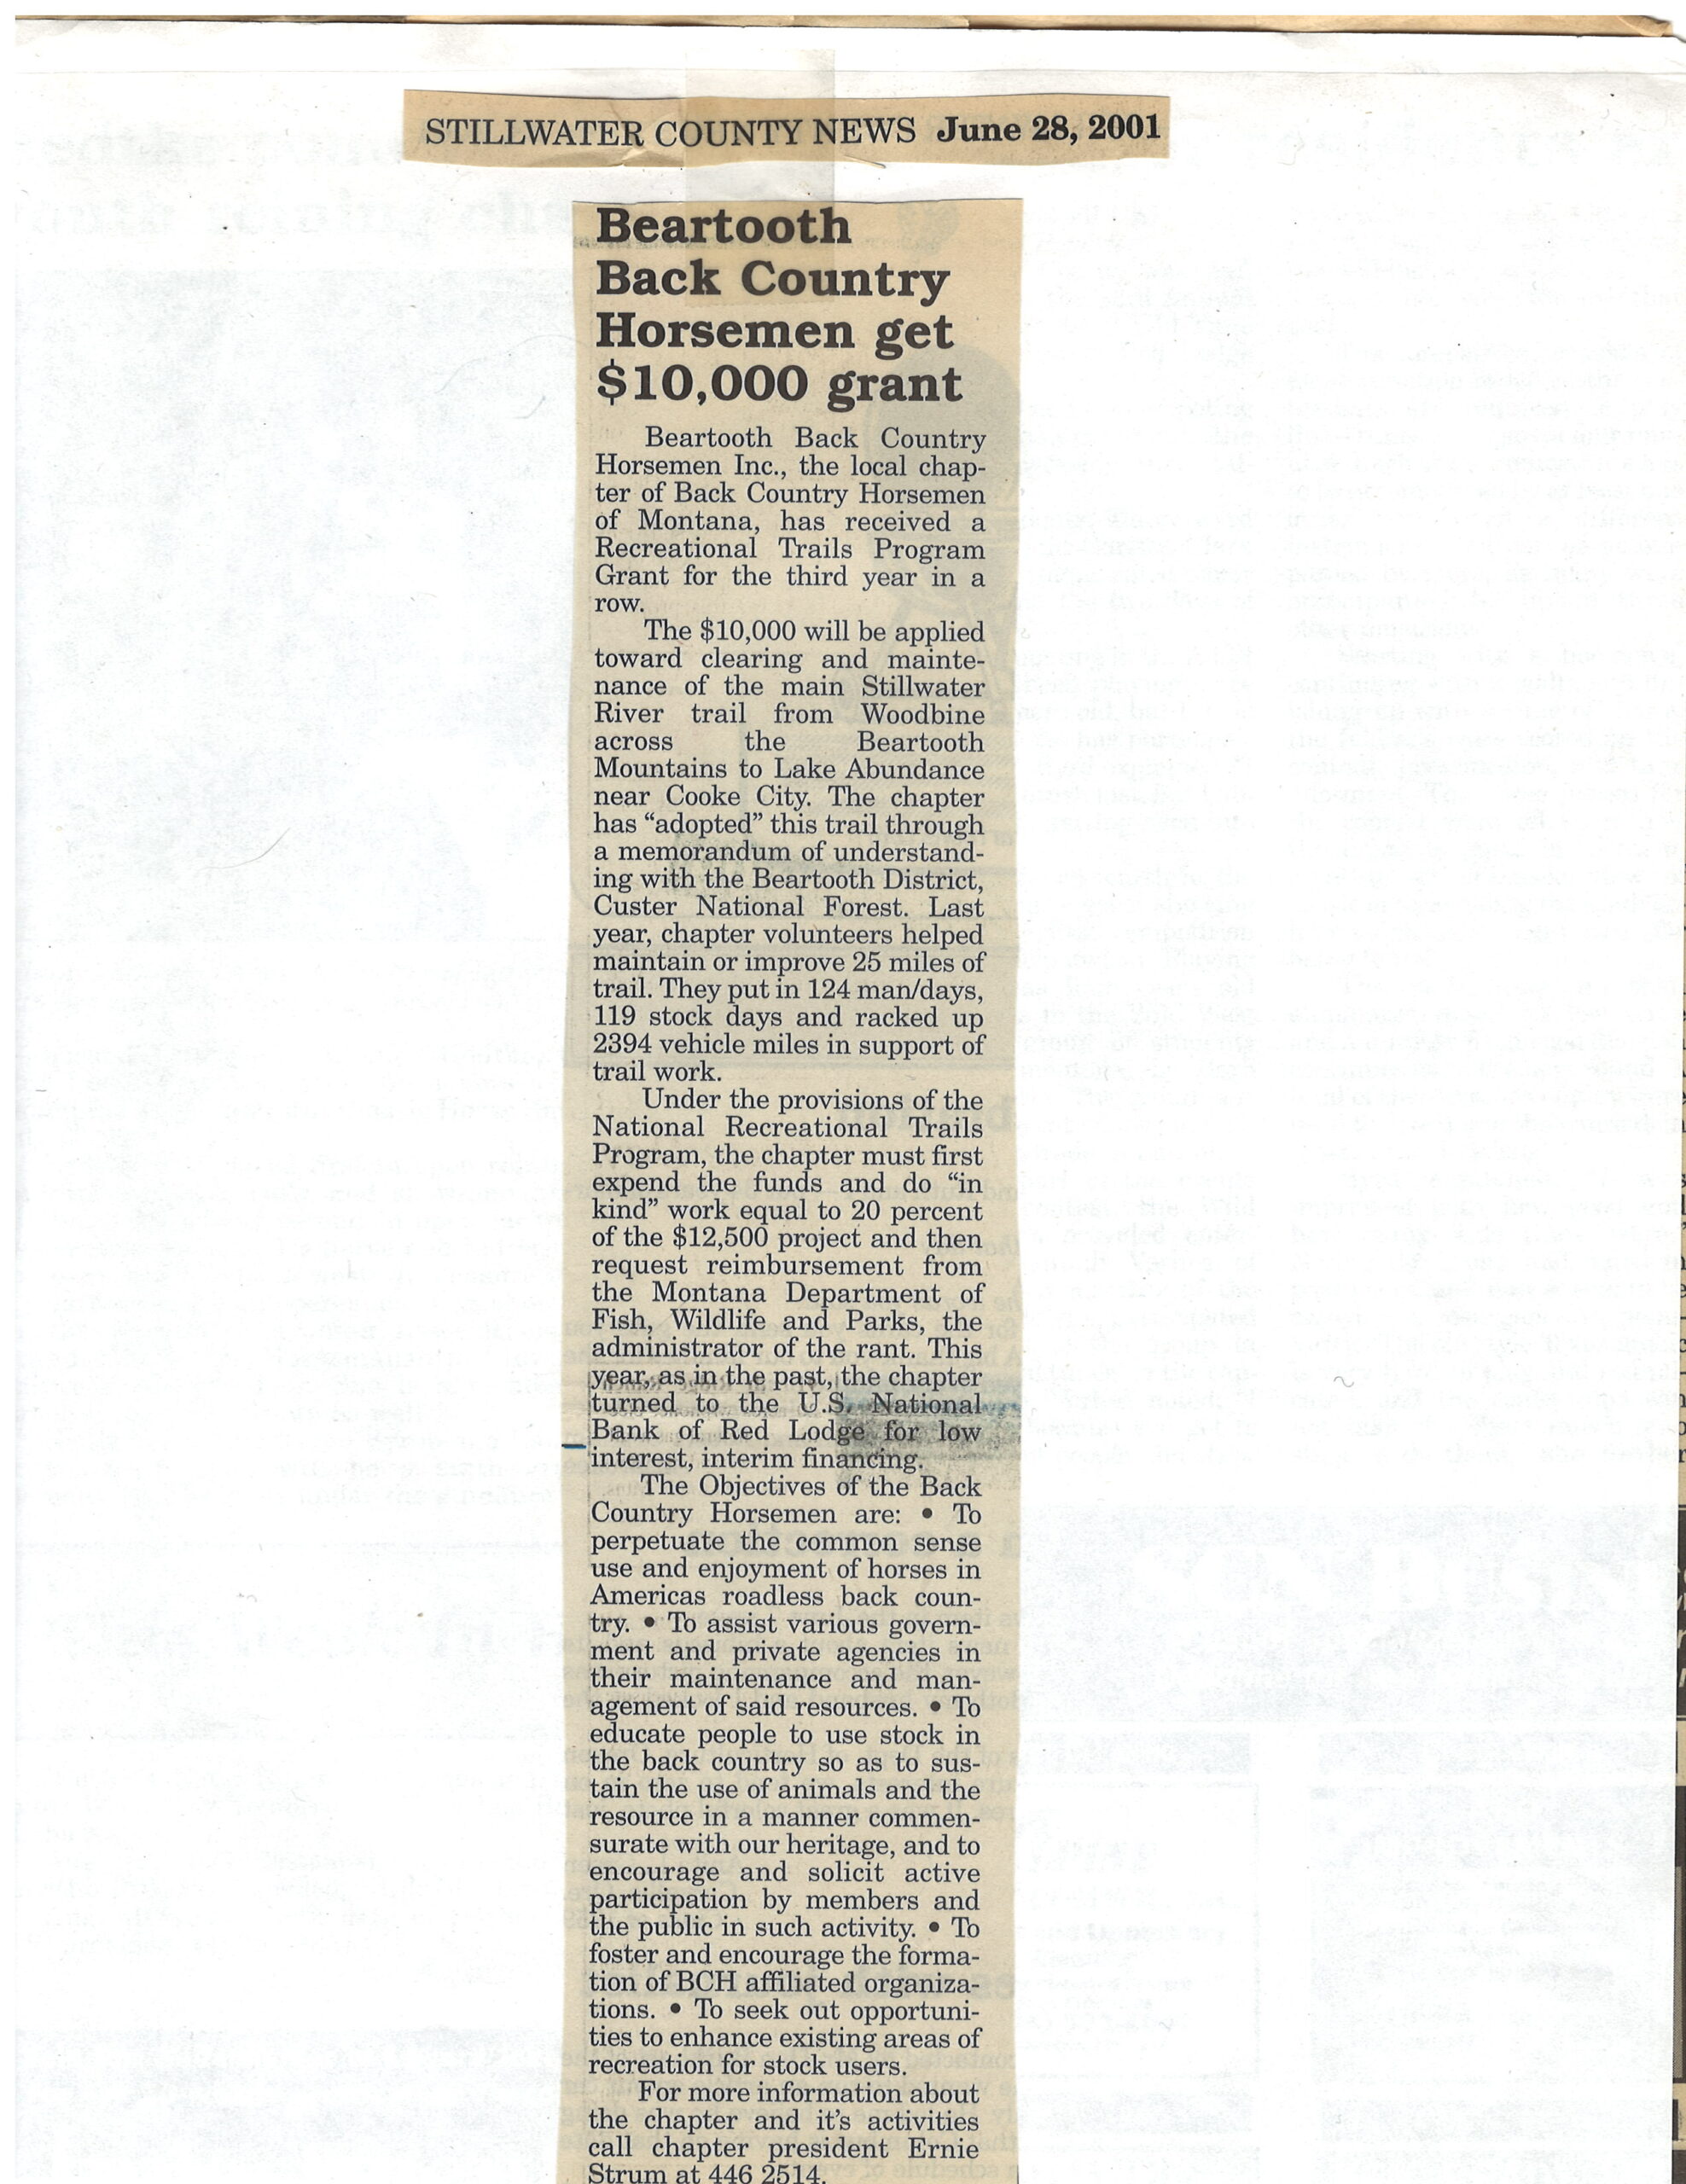 STILLWATER COUNTY NEWS June 28, 2001
Beartooth
Back Country
Horsemen get
$10,000 grant
Beartooth Back Country
Horsemen Inc., the local chap-
ter of Back Country Horsemen
of Montana, has received a
Recreational Trails Program
Grant for the third year in a
row.
The $10,000 will be applied
toward clearing and mainte-
nance of the main Stillwater
River trail from Woodbine
across the Beartooth
Mountains to Lake Abundance
near Cooke City. The chapter
has “adopted” this trail through
a memorandum of understand-
ing with the Beartooth District,
Custer National Forest. Last
year, chapter volunteers helped
maintain or improve 25 miles of
trail. They put in 124 man/days,
119 stock days and racked up
2394 vehicle miles in support of
trail work.
Under the provisions of the
National Recreational Trails
Program, the chapter must first
expend the funds and do “in
kind” work equal to 20 percent
of the $12,500 project and then
request reimbursement from
the Montana Department of
Fish, Wildlife and Parks, the
administrator of the rant. This
year, as in the past, the chapter
turned to the U.S. National
Bank of Red Lodge for low
interest, interim financing.
The Objectives of the Back
Country Horsemen are: • To
perpetuate the common sense
use and enjoyment of horses in
Americas roadless back coun-
try. • To assist various govern-
ment and private agencies in
their maintenance and man-
agement of said resources. • To
educate people to use stock in
the back country so as to sus-
tain the use of animals and the
resource in a manner commen-
surate with our heritage, and to
encourage and solicit active
participation by members and
the public in such activity. • To
foster and encourage the forma-
tion of BCH affiliated organiza-
tions. • To seek out opportuni-
ties to enhance existing areas of
recreation for stock users.
For more information about
the chapter and it's activities
call chapter president Ernie
Strum at 446 2514.